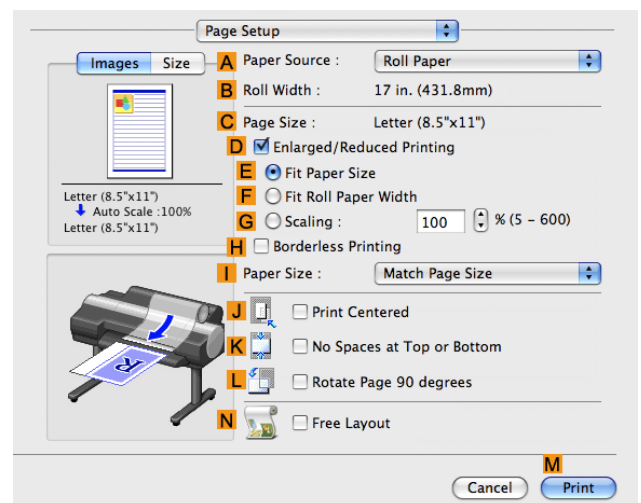 Page Setup
Images Size
A Paper Source : Roll Paper
B Roll Width : 17 in. (431.8mm)
C Page Size : Letter (8.5"x11")
D Enlarged/Reduced Printing
E Fit Paper Size
F Fit Roll Paper Width
G Scaling : 100 % (5 – 600)
Letter (8.5"x11")
Auto Scale :100%
Letter (8.5"x11")
H Borderless Printing
I Paper Size : Match Page Size
J Print Centered
K No Spaces at Top or Bottom
L Rotate Page 90 degrees
N Free Layout
R
M
Cancel Print